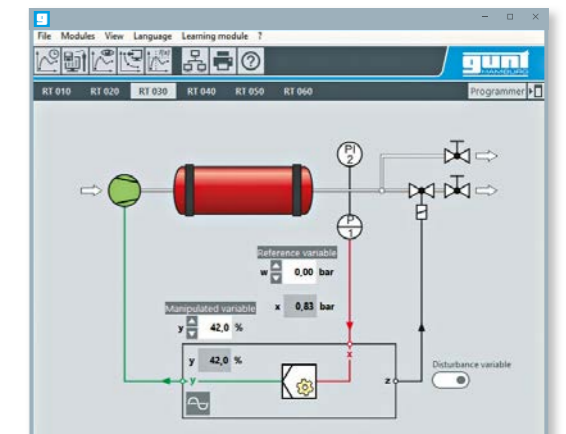 g
File Modules View Language Learning module ?
gunt
HAMBURG
RT 010 RT 020 RT 030 RT 040 RT 050 RT 060 Programmer
PI
2
P
1
Reference variable
w 0,00 bar
x 0,83 bar
Manipulated variable
y 42,0 %
y 42,0 %
x
y
z
Disturbance variable